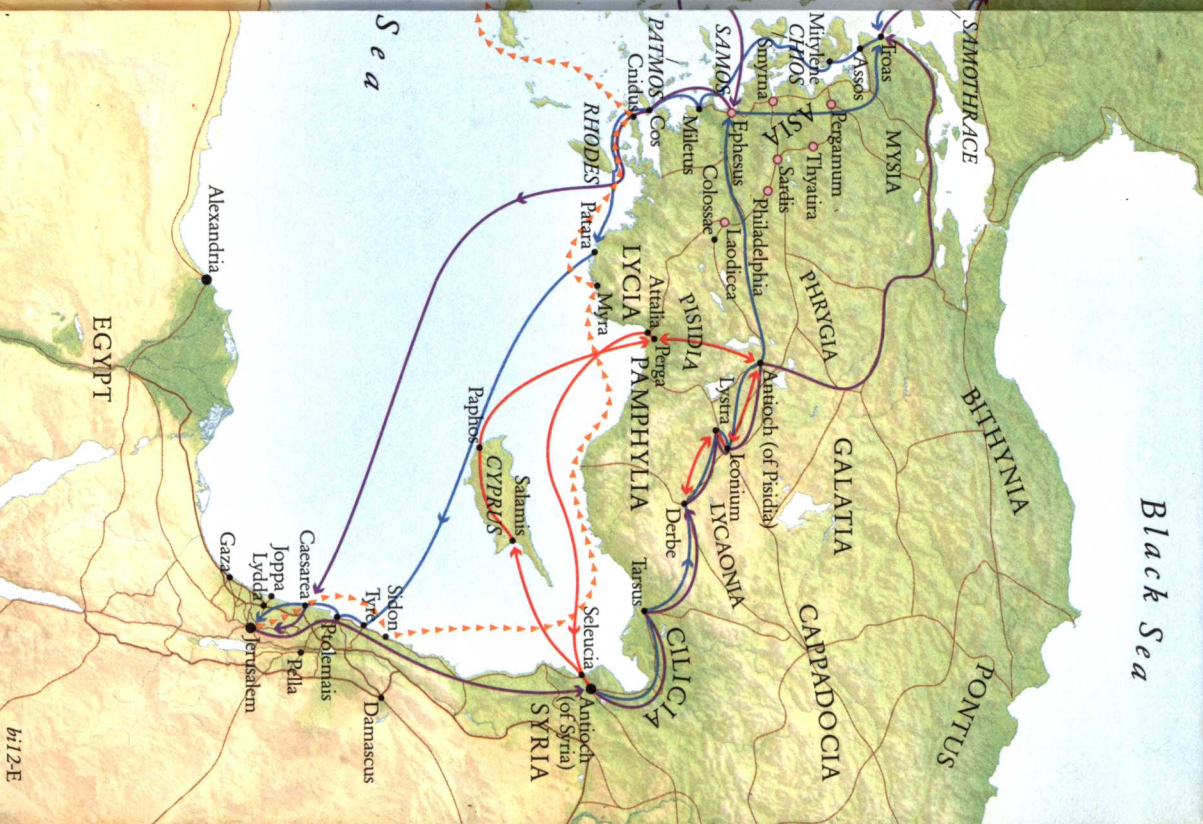 SAMOTHRACE
Troas
Assos
Mitylene
CHIOS
Smyrna
SAMOS
PATMOS
Cnidus
Cos
RHODES
Miletus
Ephesus
ASIA
Pergamum
Thyatira
Sardis
Philadelphia
Laodicea
Colossae
MYSIA
PHRYGIA
BITHYNIA
Black Sea
PONTUS
GALATIA
CAPPADOCIA
LYCAONIA
Antioch (of Pisidia)
Iconium
Lystra
Derbe
PISIDIA
LYCIA
Attalia
Perga
PAMPHYLIA
Patara
Myra
Tarsus
CILICIA
Seleucia
Antioch
(of Syria)
SYRIA
Paphos
CYPRUS
Salamis
Sea
Sidon
Tyre
Ptolemais
Caesarea
Joppa
Lydda
Gaza
Jerusalem
Pella
Damascus
Alexandria
EGYPT
bi12-E